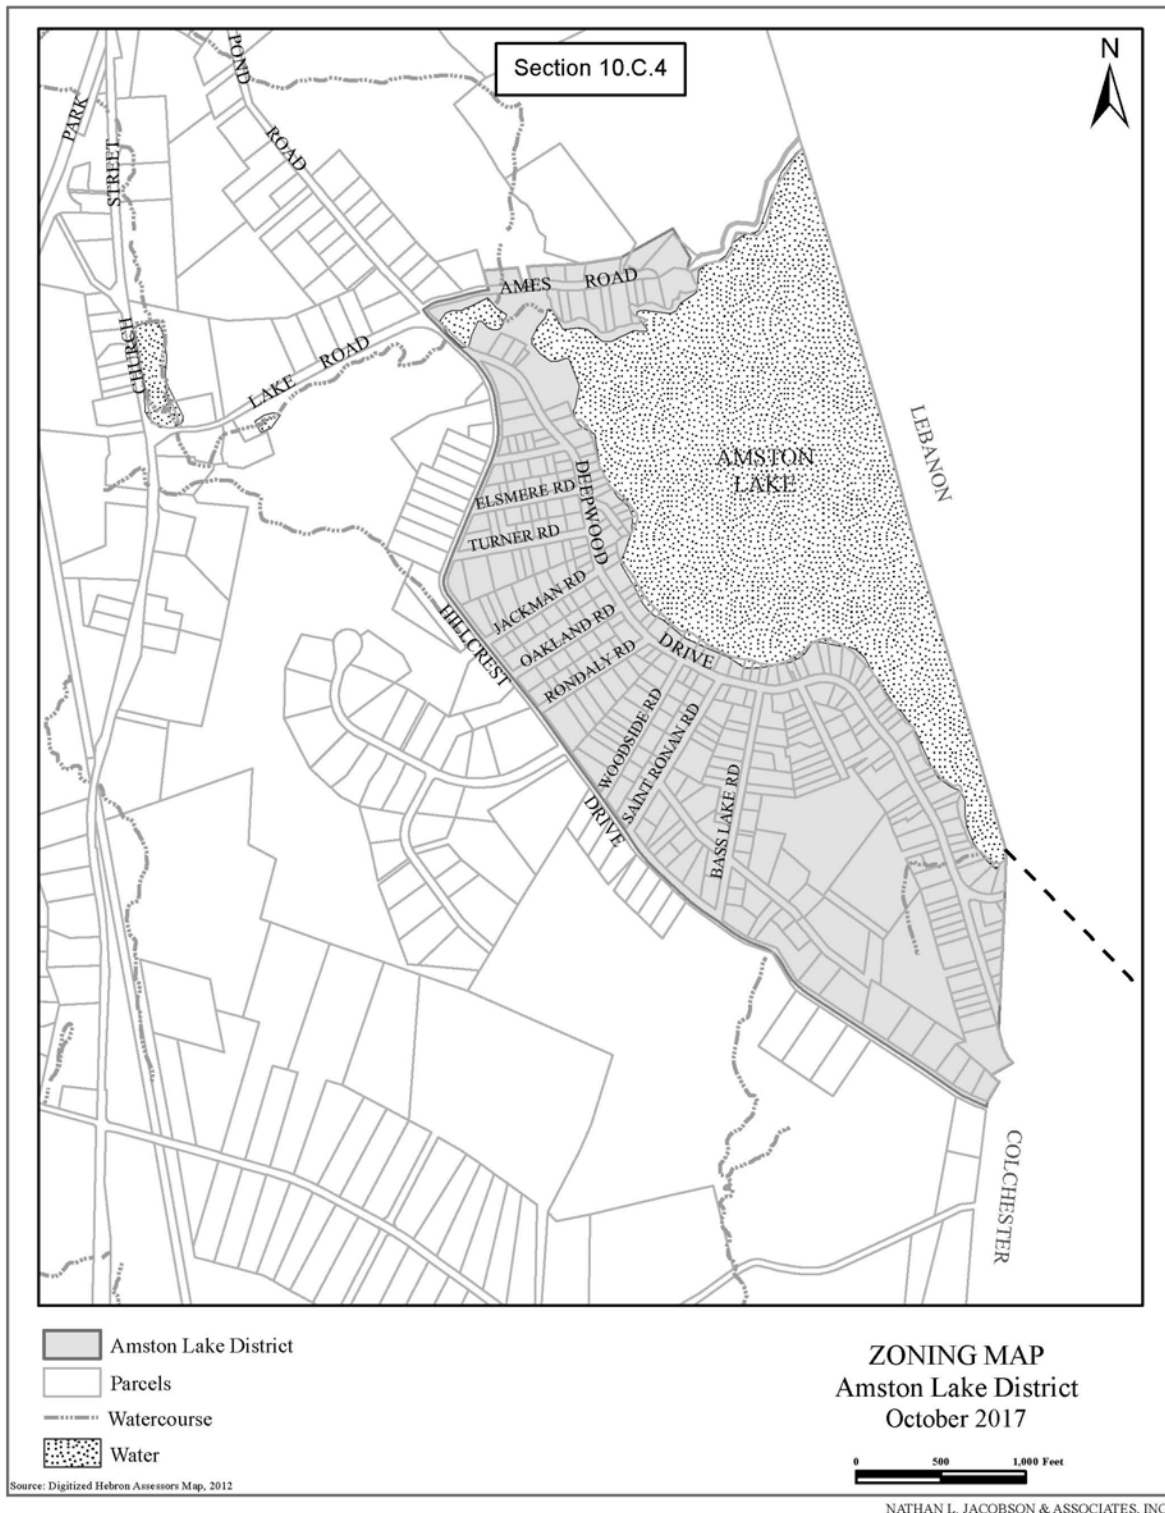 Section 10.C.4
N
POND
ROAD
PARK
STREET
CHURCH
LAKE ROAD
AMES ROAD
AMSTON
LAKE
LEBANON
DEEPWOOD
DRIVE
ELSMERE RD
TURNER RD
JACKMAN RD
OAKLAND RD
RONDALY RD
HILLCREST
DRIVE
WOODSIDE RD
SAINT RONAN RD
BASS LAKE RD
COLCHESTER
Amston Lake District
Parcels
Watercourse
Water
Source: Digitized Hebron Assessors Map, 2012
ZONING MAP
Amston Lake District
October 2017
0 500 1,000 Feet
NATHAN L. JACOBSON & ASSOCIATES, INC